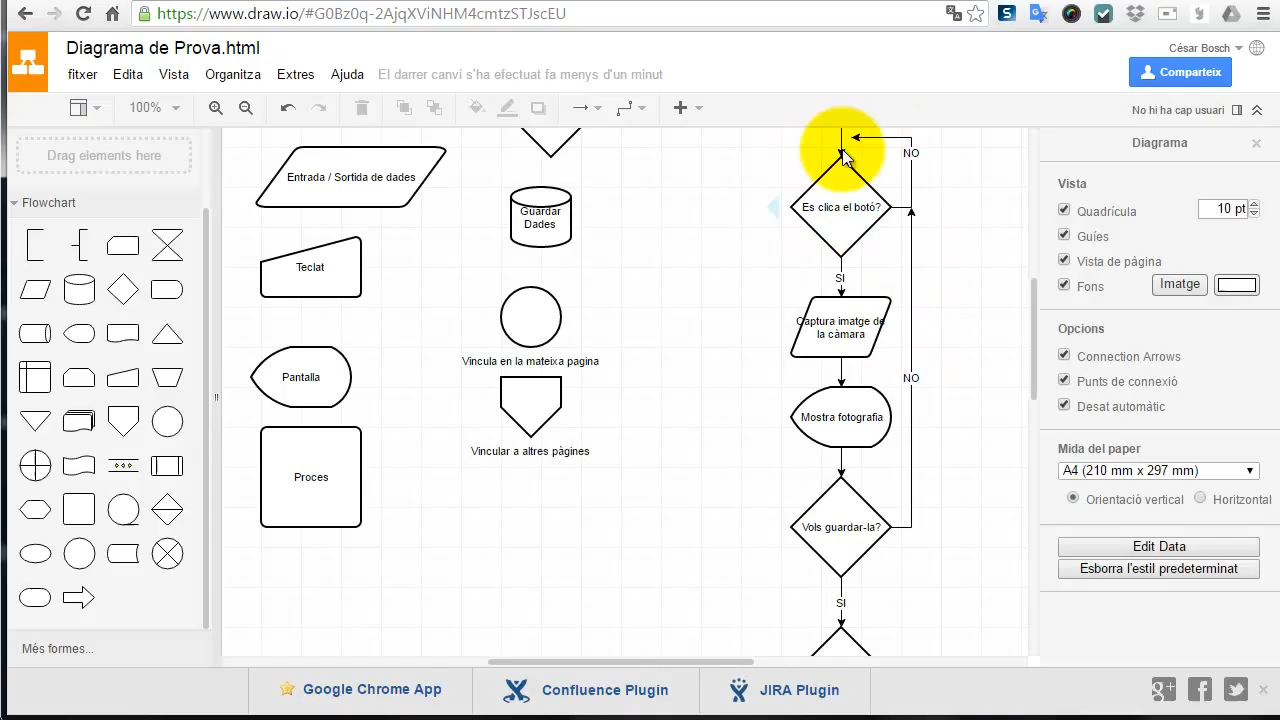 https://www.draw.io/#G0Bz0q-2AjqXViNHM4cmtzSTJscEU
Diagrama de Prova.html
César Bosch
fitxer Edita Vista Organitza Extres Ajuda El darrer canvi s'ha efectuat fa menys d'un minut
Comparteix
100%
No hi ha cap usuari
Drag elements here
Flowchart
Més formes...
Entrada / Sortida de dades
Teclat
Pantalla
Proces
Guardar
Dades
Vincula en la mateixa pagina
Vincular a altres pàgines
NO
Es clica el botó?
SI
Captura imatge de
la càmara
NO
Mostra fotografia
Vols guardar-la?
SI
Diagrama
Vista
Quadrícula 10 pt
Guíes
Vista de pàgina
Fons Imatge
Opcions
Connection Arrows
Punts de connexió
Desat automàtic
Mida del paper
A4 (210 mm x 297 mm)
Orientació vertical Horitzontal
Edit Data
Esborra l'estil predeterminat
Google Chrome App Confluence Plugin JIRA Plugin